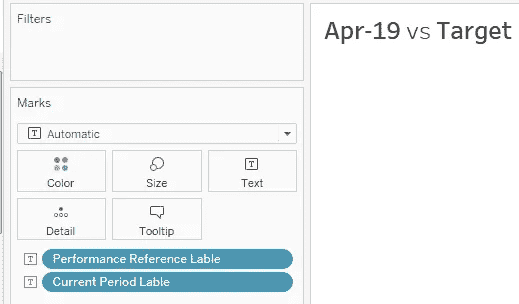 Filters
Apr-19 vs Target
Marks
T Automatic
Color Size T Text
Detail Tooltip
T Performance Reference Lable
T Current Period Lable